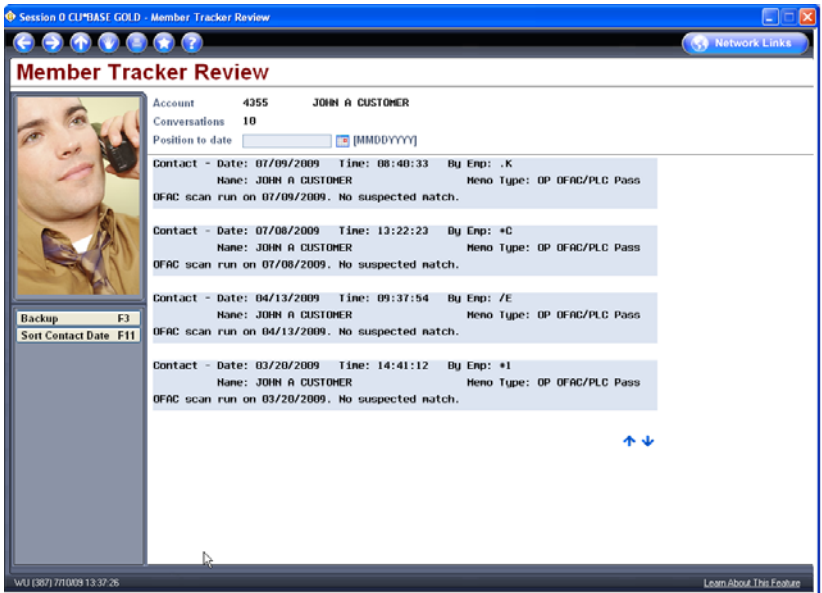 Session 0 CU*BASE GOLD - Member Tracker Review
Network Links
Member Tracker Review
Account 4355 JOHN A CUSTOMER
Conversations 10
Position to date [MMDDYYYY]
Contact - Date: 07/09/2009 Time: 08:40:33 By Emp: .K
Name: JOHN A CUSTOMER Memo Type: OP OFAC/PLC Pass
OFAC scan run on 07/09/2009. No suspected match.
Contact - Date: 07/08/2009 Time: 13:22:23 By Emp: *C
Name: JOHN A CUSTOMER Memo Type: OP OFAC/PLC Pass
OFAC scan run on 07/08/2009. No suspected match.
Contact - Date: 04/13/2009 Time: 09:37:54 By Emp: /E
Name: JOHN A CUSTOMER Memo Type: OP OFAC/PLC Pass
OFAC scan run on 04/13/2009. No suspected match.
Contact - Date: 03/20/2009 Time: 14:41:12 By Emp: *1
Name: JOHN A CUSTOMER Memo Type: OP OFAC/PLC Pass
OFAC scan run on 03/20/2009. No suspected match.
Backup F3
Sort Contact Date F11
WU (387) 7/10/09 13:37:26
Learn About This Feature